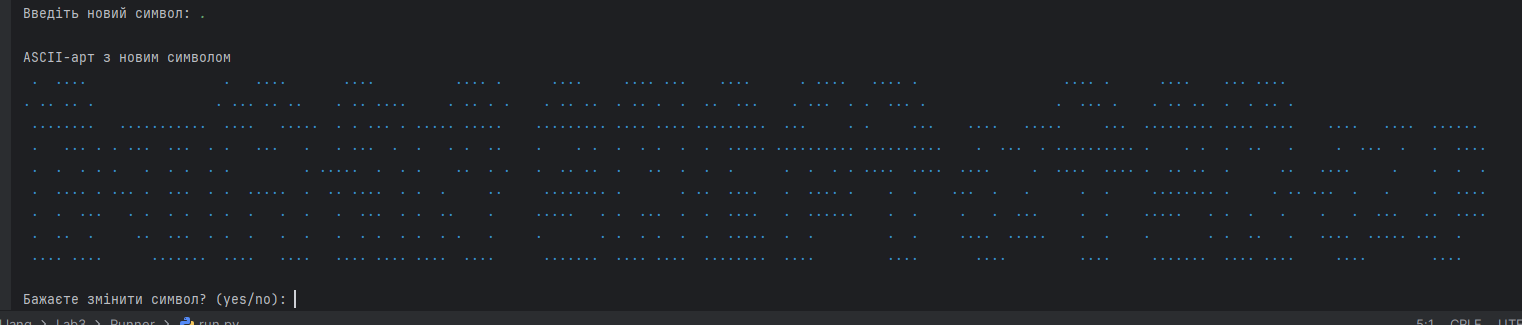 Введіть новий символ: .
ASCII-арт з новим символом
Бажаєте змінити символ? (yes/no):
Lab3 > Runner > run.py
5:1 CRLF